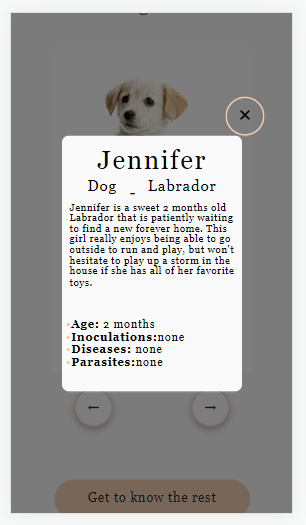 ×
Jennifer
Dog - Labrador
Jennifer is a sweet 2 months old
Labrador that is patiently waiting
to find a new forever home. This
girl really enjoys being able to go
outside to run and play, but won't
hesitate to play up a storm in the
house if she has all of her favorite
toys.
Age: 2 months
Inoculations:none
Diseases: none
Parasites:none
← →
Get to know the rest